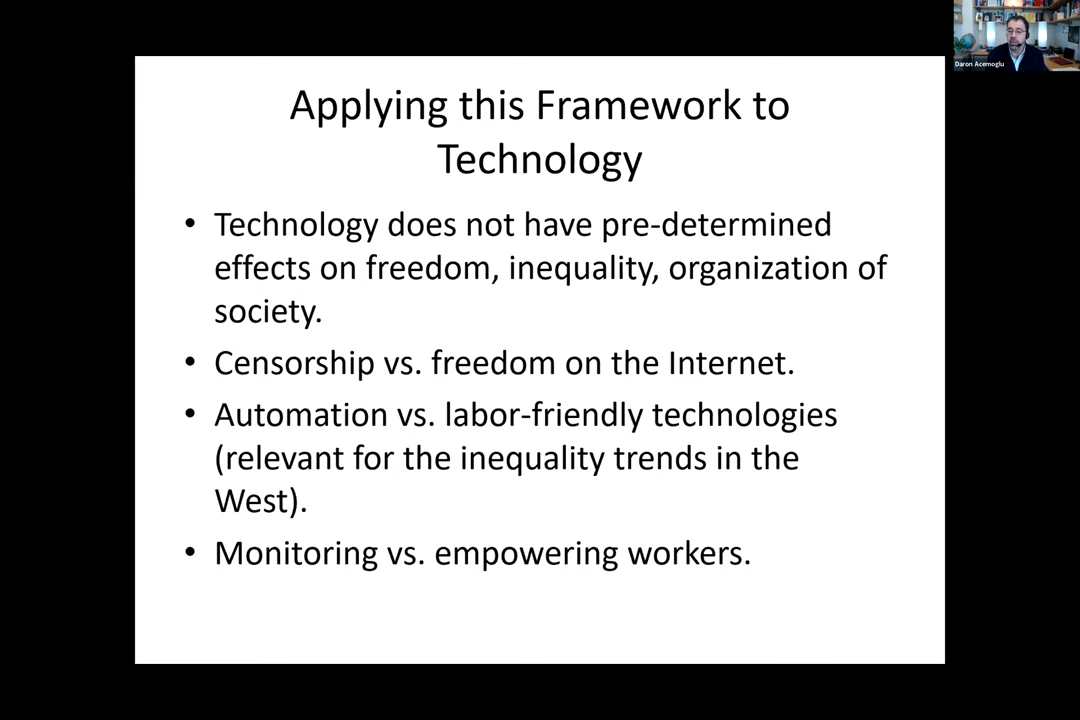 Daron Acemoglu
Applying this Framework to
Technology
• Technology does not have pre-determined
effects on freedom, inequality, organization of
society.
• Censorship vs. freedom on the Internet.
• Automation vs. labor-friendly technologies
(relevant for the inequality trends in the
West).
• Monitoring vs. empowering workers.